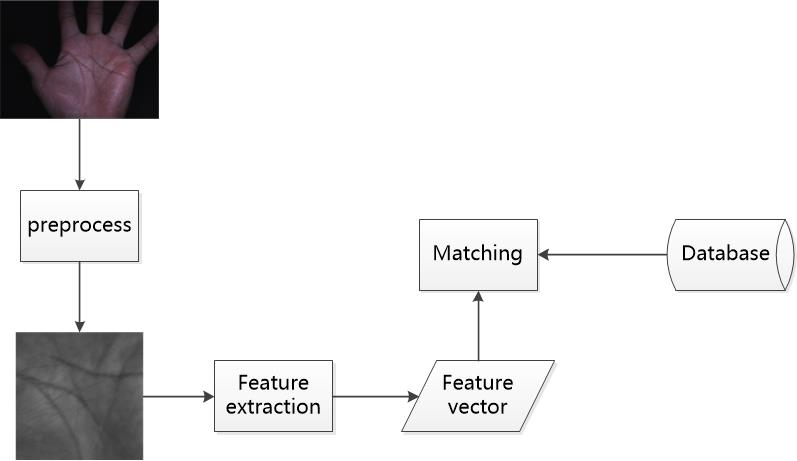 preprocess
Matching
Database
Feature
extraction
Feature
vector